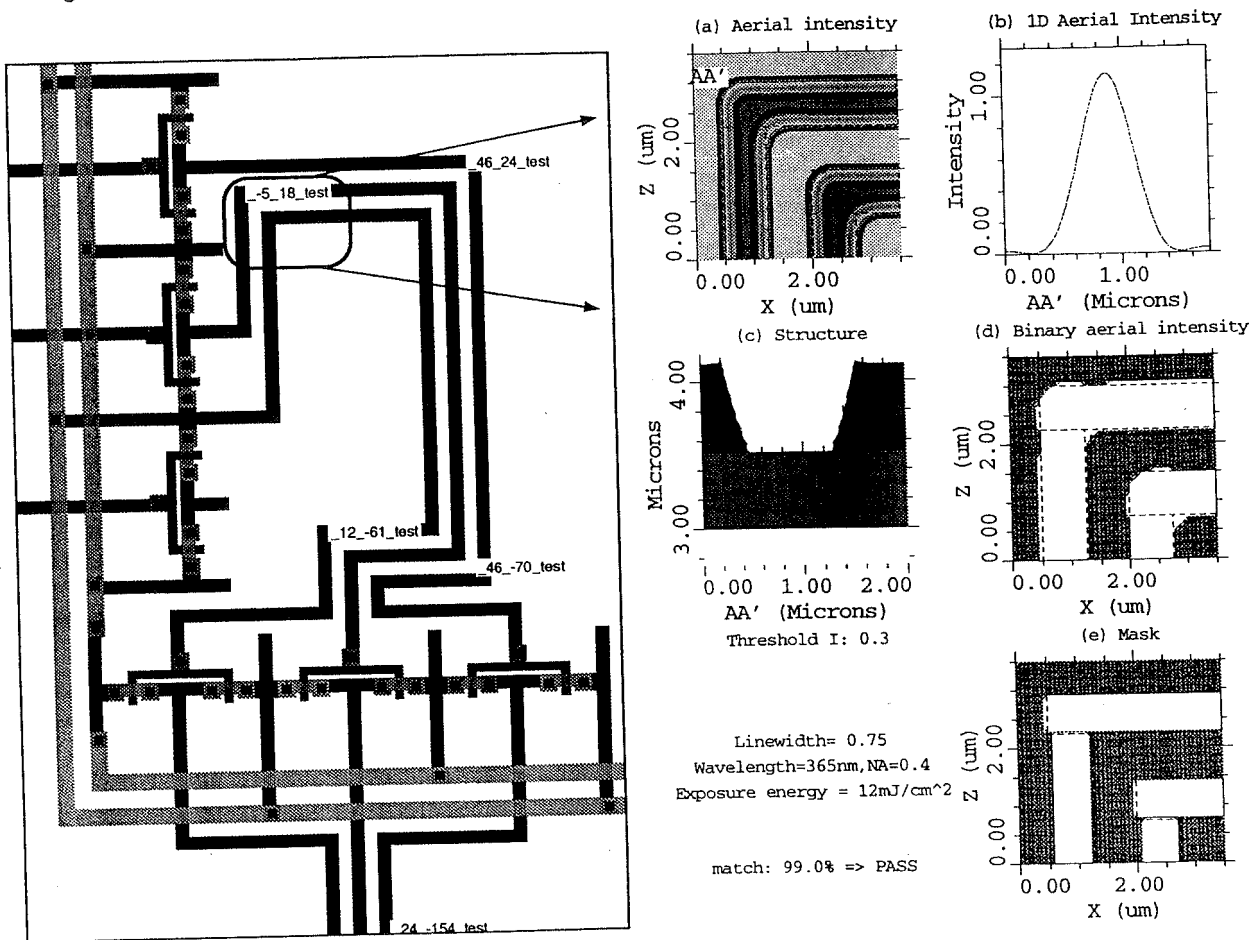 _46_24_test
_-5_18_test
_12_-61_test
_46_-70_test
24_-154_test
(a) Aerial intensity
AA'
Z (um)
0.00 2.00
0.00 2.00
X (um)
(b) 1D Aerial Intensity
Intensity
0.00 1.00
0.00 1.00
AA' (Microns)
(c) Structure
Microns
3.00 4.00
0.00 1.00 2.00
AA' (Microns)
Threshold I: 0.3
(d) Binary aerial intensity
Z (um)
0.00 2.00
0.00 2.00
X (um)
Linewidth= 0.75
Wavelength=365nm,NA=0.4
Exposure energy = 12mJ/cm^2
match: 99.0% => PASS
(e) Mask
Z (um)
0.00 2.00
0.00 2.00
X (um)